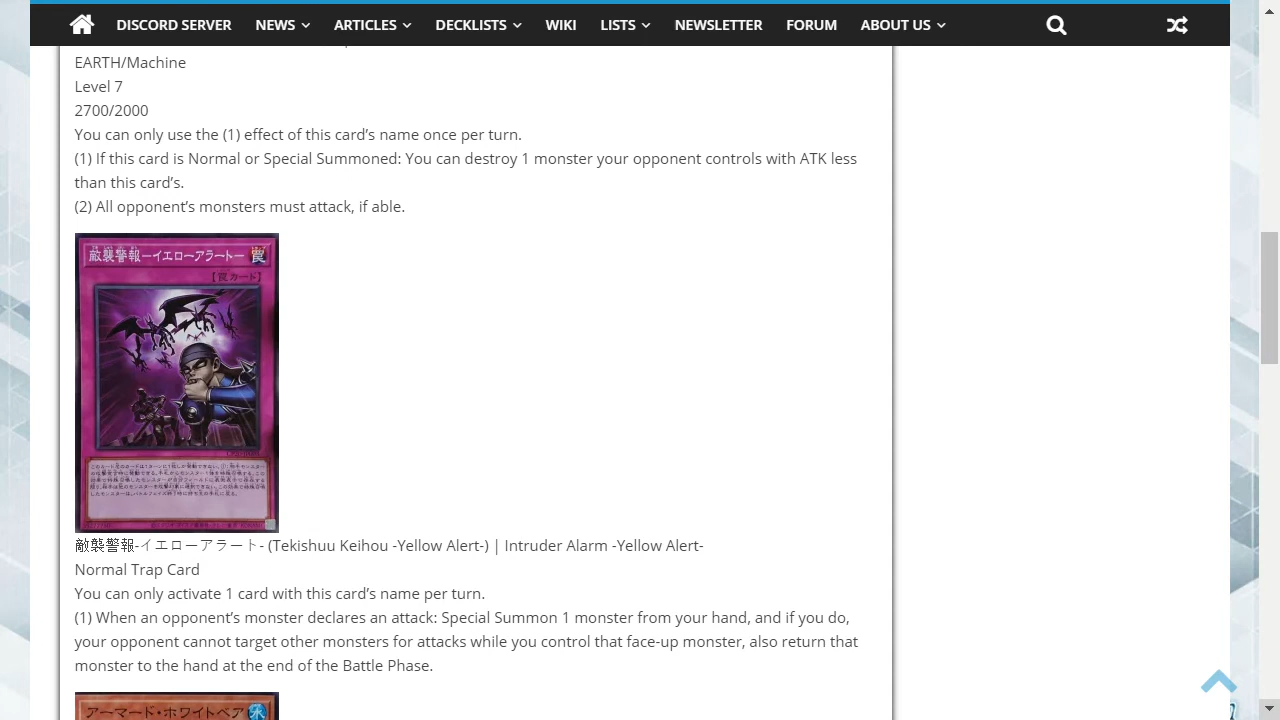 DISCORD SERVER NEWS ARTICLES DECKLISTS WIKI LISTS NEWSLETTER FORUM ABOUT US
EARTH/Machine
Level 7
2700/2000
You can only use the (1) effect of this card’s name once per turn.
(1) If this card is Normal or Special Summoned: You can destroy 1 monster your opponent controls with ATK less
than this card’s.
(2) All opponent’s monsters must attack, if able.
敵襲警報－イエローアラート－ 罠
【罠カード】
敵襲警報-イエローアラート- (Tekishuu Keihou -Yellow Alert-) | Intruder Alarm -Yellow Alert-
Normal Trap Card
You can only activate 1 card with this card’s name per turn.
(1) When an opponent’s monster declares an attack: Special Summon 1 monster from your hand, and if you do,
your opponent cannot target other monsters for attacks while you control that face-up monster, also return that
monster to the hand at the end of the Battle Phase.
アーマード・ホワイトベア 水